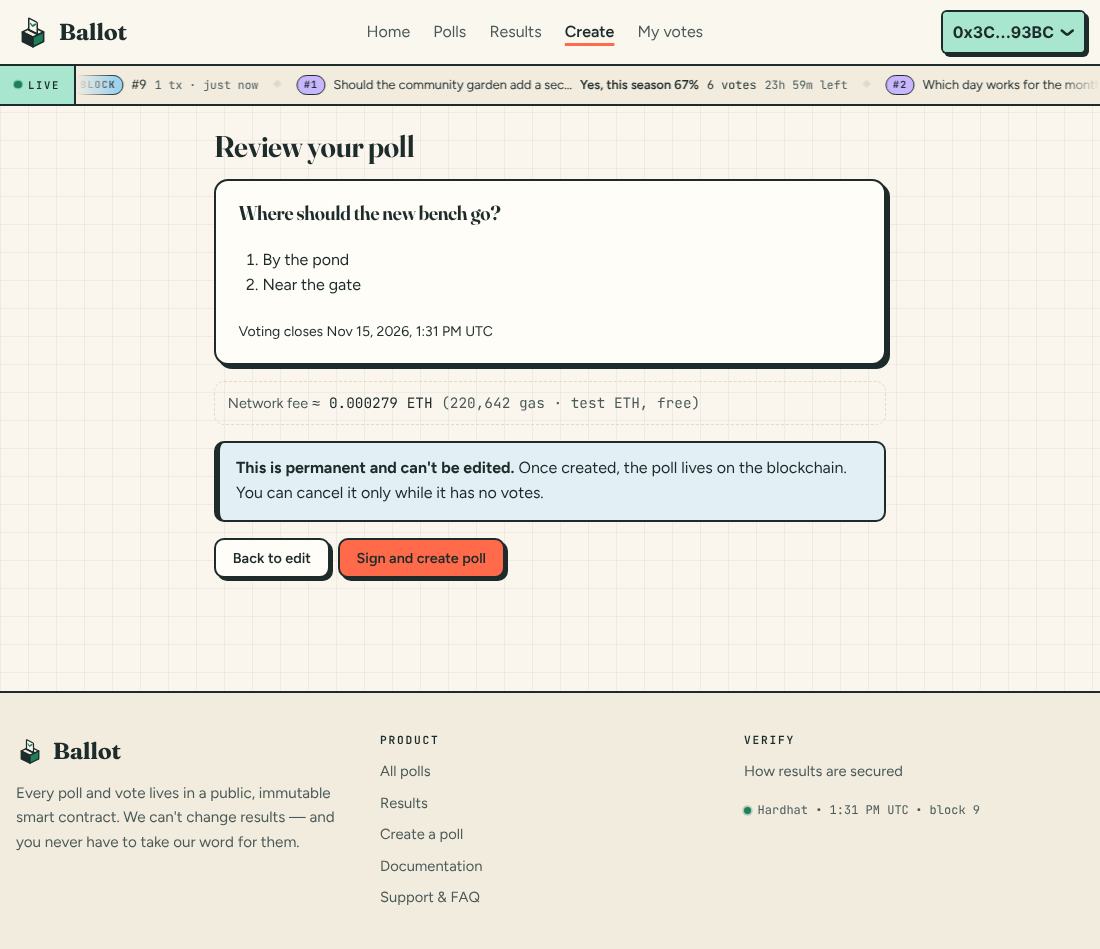 Ballot
Home Polls Results Create My votes
0x3C...93BC
LIVE
BLOCK #9 1 tx · just now #1 Should the community garden add a sec... Yes, this season 67% 6 votes 23h 59m left #2 Which day works for the
Review your poll
Where should the new bench go?
1. By the pond
2. Near the gate
Voting closes Nov 15, 2026, 1:31 PM UTC
Network fee ≈ 0.000279 ETH (220,642 gas · test ETH, free)
This is permanent and can't be edited. Once created, the poll lives on the blockchain.
You can cancel it only while it has no votes.
Back to edit
Sign and create poll
Ballot
Every poll and vote lives in a public, immutable
smart contract. We can't change results — and
you never have to take our word for them.
PRODUCT
All polls
Results
Create a poll
Documentation
Support & FAQ
VERIFY
How results are secured
Hardhat • 1:31 PM UTC • block 9